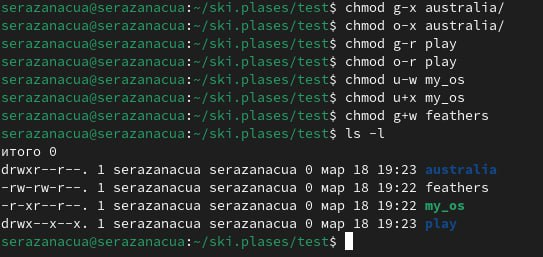 serazanacua@serazanacua:~/ski.plases/test$ chmod g-x australia/
serazanacua@serazanacua:~/ski.plases/test$ chmod o-x australia/
serazanacua@serazanacua:~/ski.plases/test$ chmod g-r play
serazanacua@serazanacua:~/ski.plases/test$ chmod o-r play
serazanacua@serazanacua:~/ski.plases/test$ chmod u-w my_os
serazanacua@serazanacua:~/ski.plases/test$ chmod u+x my_os
serazanacua@serazanacua:~/ski.plases/test$ chmod g+w feathers
serazanacua@serazanacua:~/ski.plases/test$ ls -l
итого 0
drwxr--r--. 1 serazanacua serazanacua 0 мар 18 19:23 australia
-rw-rw-r--. 1 serazanacua serazanacua 0 мар 18 19:22 feathers
-r-xr--r--. 1 serazanacua serazanacua 0 мар 18 19:22 my_os
drwx--x--x. 1 serazanacua serazanacua 0 мар 18 19:23 play
serazanacua@serazanacua:~/ski.plases/test$